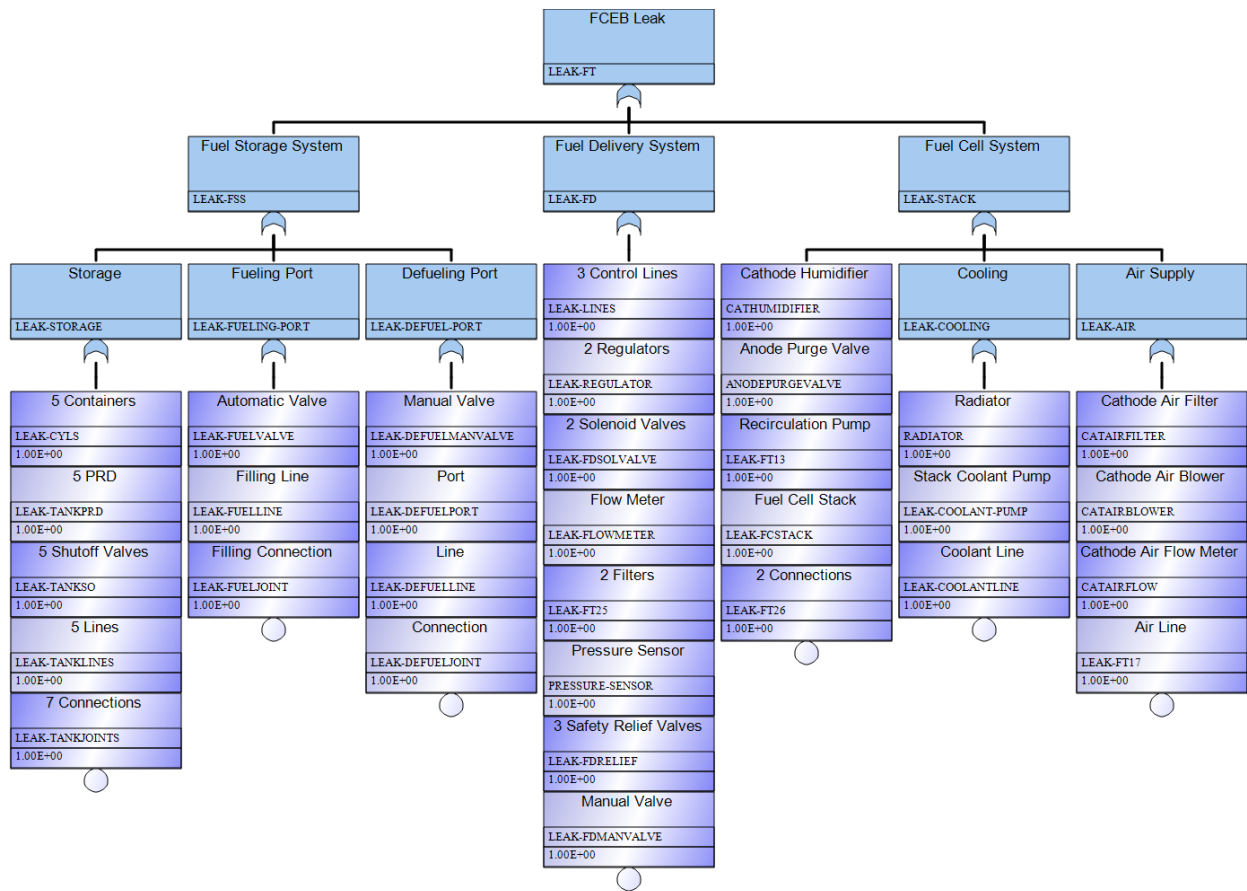 FCEB Leak
LEAK-FT
Fuel Storage System
LEAK-FSS
Fuel Delivery System
LEAK-FD
Fuel Cell System
LEAK-STACK
Storage
LEAK-STORAGE
Fueling Port
LEAK-FUELING-PORT
Defueling Port
LEAK-DEFUEL-PORT
3 Control Lines
LEAK-LINES
1.00E+00
2 Regulators
LEAK-REGULATOR
1.00E+00
2 Solenoid Valves
LEAK-FDSOLVALVE
1.00E+00
Flow Meter
LEAK-FLOWMETER
1.00E+00
2 Filters
LEAK-FT25
1.00E+00
Pressure Sensor
PRESSURE-SENSOR
1.00E+00
3 Safety Relief Valves
LEAK-FDRELIEF
1.00E+00
Manual Valve
LEAK-FDMANVALVE
1.00E+00
Cathode Humidifier
CATHUMIDIFIER
1.00E+00
Anode Purge Valve
ANODEPURGEVALVE
1.00E+00
Recirculation Pump
LEAK-FT13
1.00E+00
Fuel Cell Stack
LEAK-FCSTACK
1.00E+00
2 Connections
LEAK-FT26
1.00E+00
Cooling
LEAK-COOLING
Air Supply
LEAK-AIR
5 Containers
LEAK-CYLS
1.00E+00
5 PRD
LEAK-TANKPRD
1.00E+00
5 Shutoff Valves
LEAK-TANKSO
1.00E+00
5 Lines
LEAK-TANKLINES
1.00E+00
7 Connections
LEAK-TANKJOINTS
1.00E+00
Automatic Valve
LEAK-FUELVALVE
1.00E+00
Filling Line
LEAK-FUELLINE
1.00E+00
Filling Connection
LEAK-FUELJOINT
1.00E+00
Manual Valve
LEAK-DEFUELMANVALVE
1.00E+00
Port
LEAK-DEFUELPORT
1.00E+00
Line
LEAK-DEFUELLINE
1.00E+00
Connection
LEAK-DEFUELJOINT
1.00E+00
Radiator
RADIATOR
1.00E+00
Stack Coolant Pump
LEAK-COOLANT-PUMP
1.00E+00
Coolant Line
LEAK-COOLANTLINE
1.00E+00
Cathode Air Filter
CATAIRFILTER
1.00E+00
Cathode Air Blower
CATAIRBLOWER
1.00E+00
Cathode Air Flow Meter
CATAIRFLOW
1.00E+00
Air Line
LEAK-FT17
1.00E+00